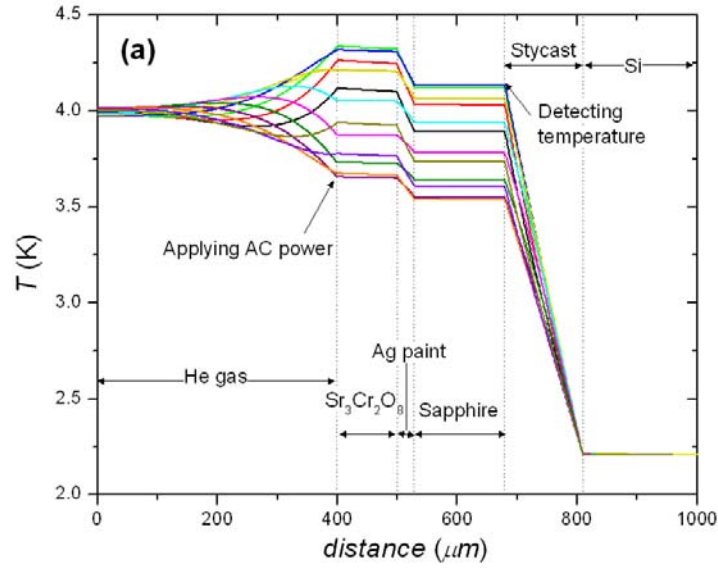 (a)
Stycast
Si
Detecting
temperature
Applying AC power
Ag paint
He gas
Sr3Cr2O8
Sapphire
T (K)
4.5
4.0
3.5
3.0
2.5
2.0
0 200 400 600 800 1000
distance (μm)